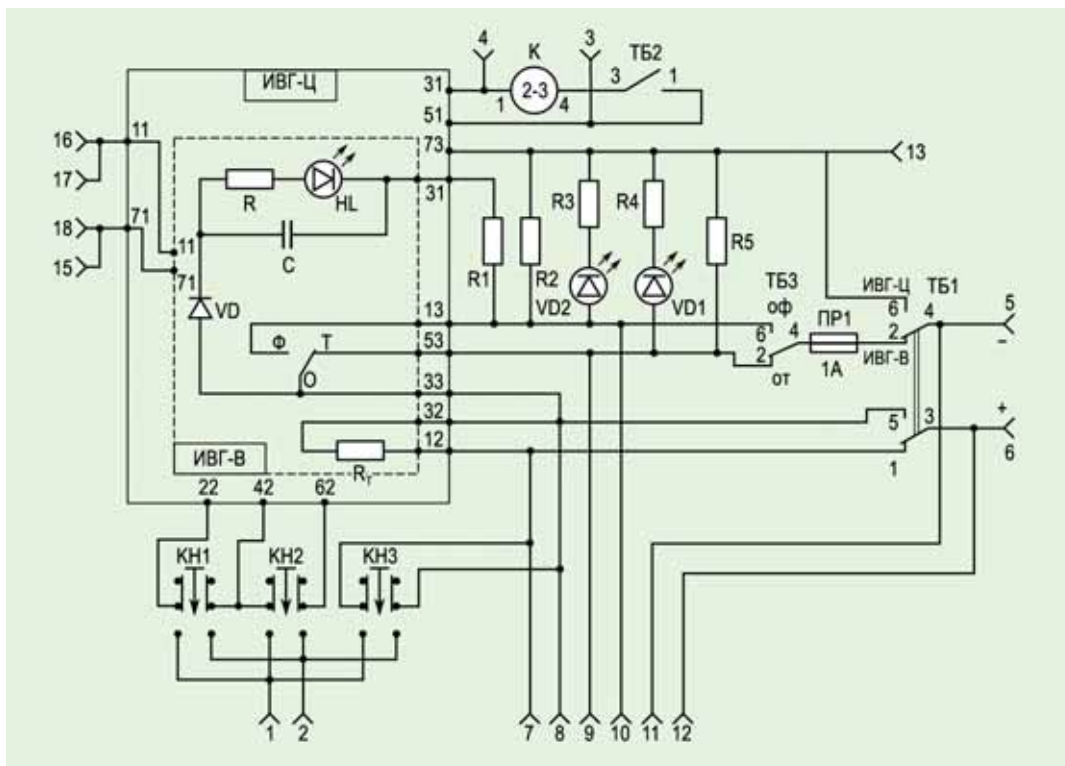 4 К 3 ТБ2
ИВГ-Ц 31 1 2-3 4 3 1
51
16 11 73 13
17 R HL 31
18 71 R3 R4
11 C R1 R2 R5
15 71 VD VD2 VD1 ТБ3 ИВГ-Ц ТБ1
оф 6 4 5
13 6 4 ПР1 2 −
Ф Т 53 2 1А ИВГ-В
О 33 от
32 5 3 +
12 1 6
ИВГ-В Rт
22 42 62
КН1 КН2 КН3
1 2 7 8 9 10 11 12